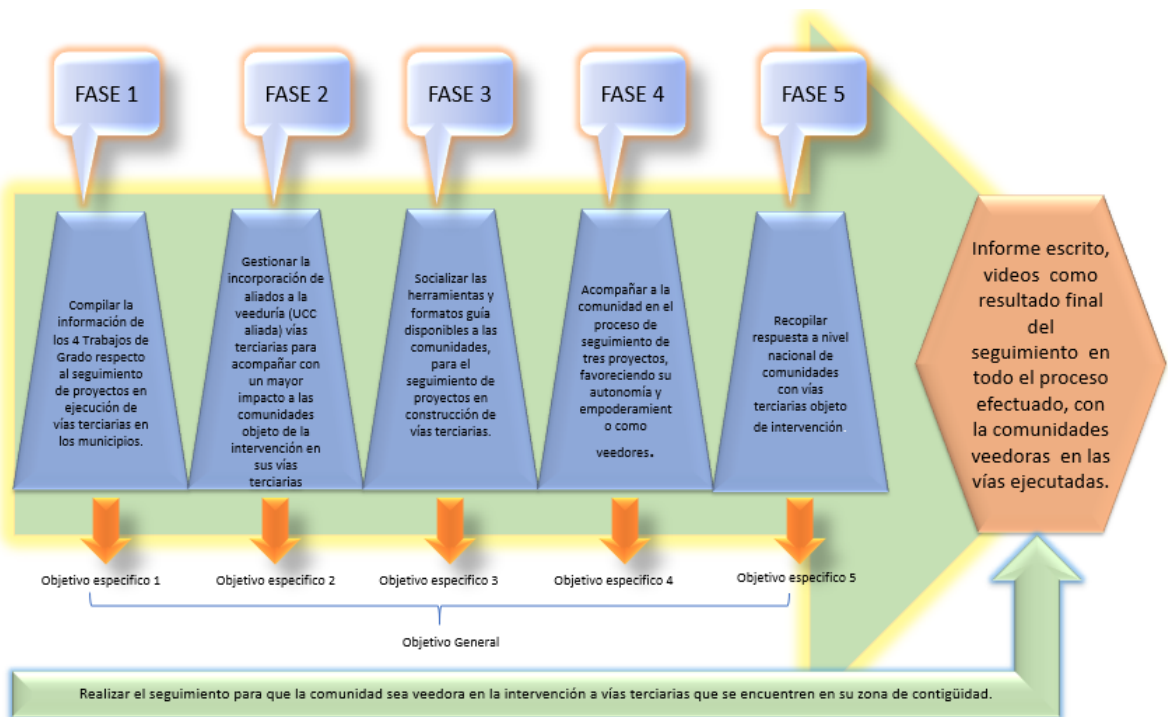 FASE 1
FASE 2
FASE 3
FASE 4
FASE 5
Compilar la
información de
los 4 Trabajos de
Grado respecto
al seguimiento
de proyectos en
ejecución de
vías terciarias en
los municipios.
Gestionar la
incorporación de
aliados a la
veeduría (UCC
aliada) vías
terciarias para
acompañar con
un mayor
impacto a las
comunidades
objeto de la
intervención en
sus vías
terciarias
Socializar las
herramientas y
formatos guía
disponibles a las
comunidades,
para el
seguimiento de
proyectos en
construcción de
vías terciarias.
Acompañar a la
comunidad en el
proceso de
seguimiento de
tres proyectos,
favoreciendo su
autonomía y
empoderamient
o como
veedores.
Recopilar
respuesta a nivel
nacional de
comunidades
con vías
terciarias objeto
de intervención.
Informe escrito,
videos como
resultado final
del
seguimiento en
todo el proceso
efectuado, con
la comunidades
veedoras en las
vías ejecutadas.
Objetivo especifico 1
Objetivo especifico 2
Objetivo especifico 3
Objetivo especifico 4
Objetivo especifico 5
Objetivo General
Realizar el seguimiento para que la comunidad sea veedora en la intervención a vías terciarias que se encuentren en su zona de contigüidad.